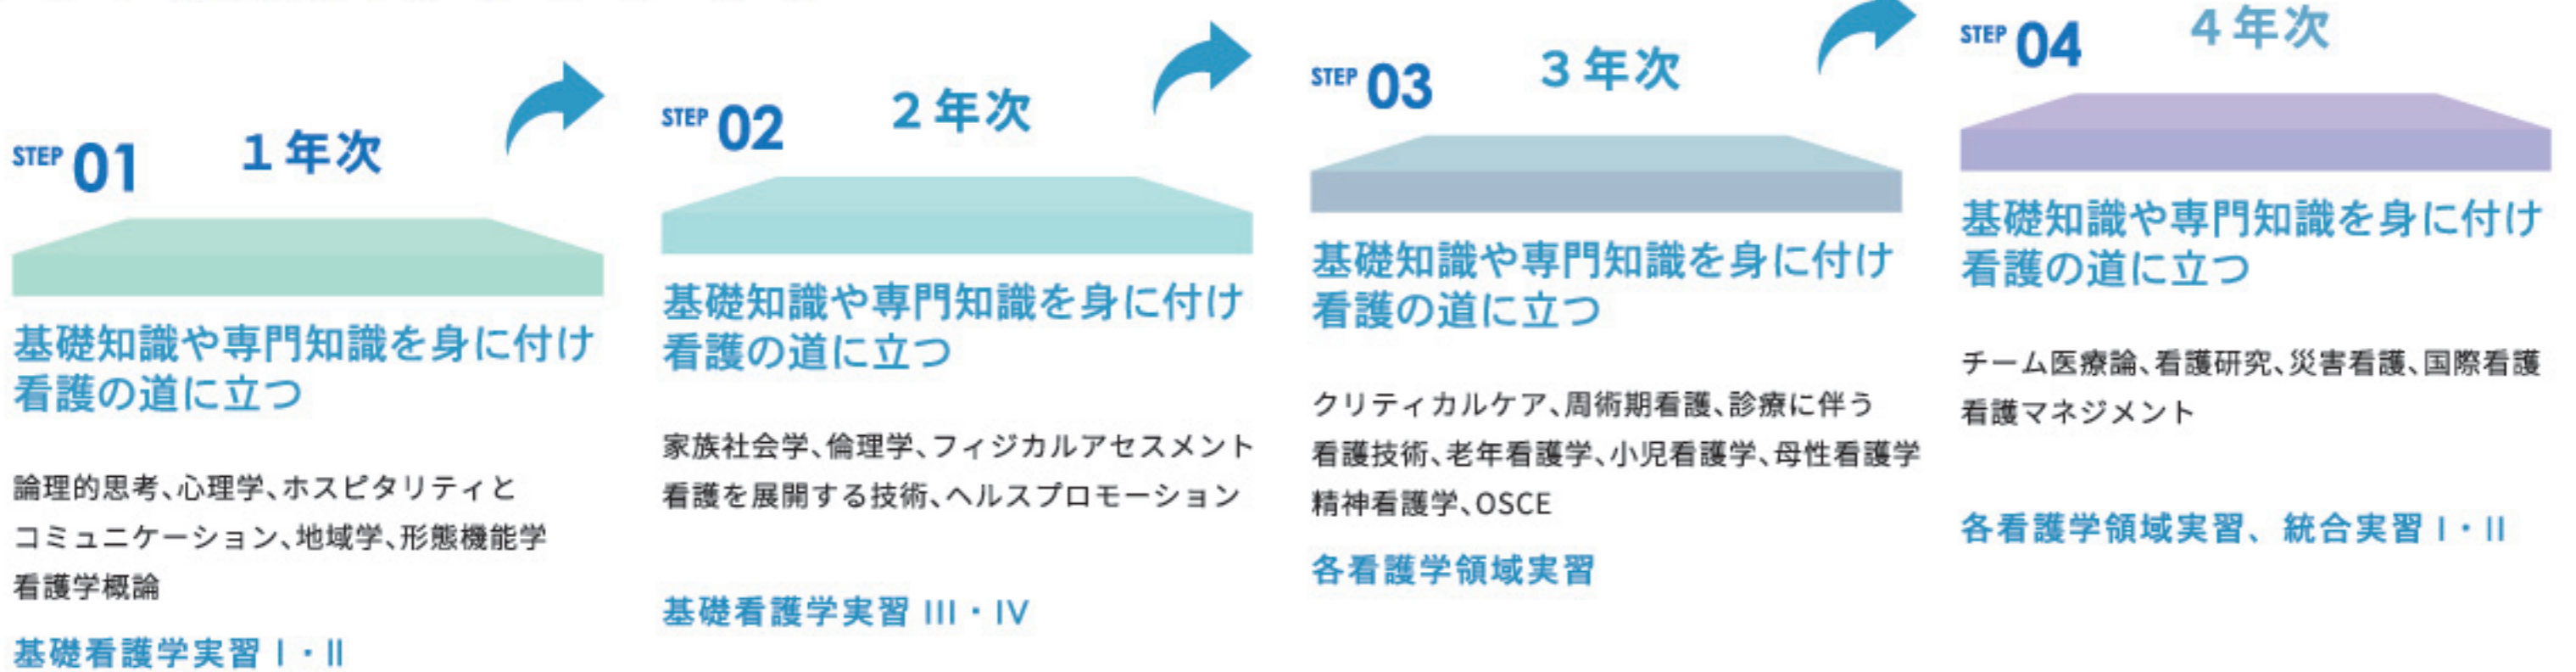 STEP 01 1年次
基礎知識や専門知識を身に付け
看護の道に立つ
論理的思考、心理学、ホスピタリティと
コミュニケーション、地域学、形態機能学
看護学概論
基礎看護学実習 I・II
STEP 02 2年次
基礎知識や専門知識を身に付け
看護の道に立つ
家族社会学、倫理学、フィジカルアセスメント
看護を展開する技術、ヘルスプロモーション
基礎看護学実習 III・IV
STEP 03 3年次
基礎知識や専門知識を身に付け
看護の道に立つ
クリティカルケア、周術期看護、診療に伴う
看護技術、老年看護学、小児看護学、母性看護学
精神看護学、OSCE
各看護学領域実習
STEP 04 4年次
基礎知識や専門知識を身に付け
看護の道に立つ
チーム医療論、看護研究、災害看護、国際看護
看護マネジメント
各看護学領域実習、統合実習 I・II